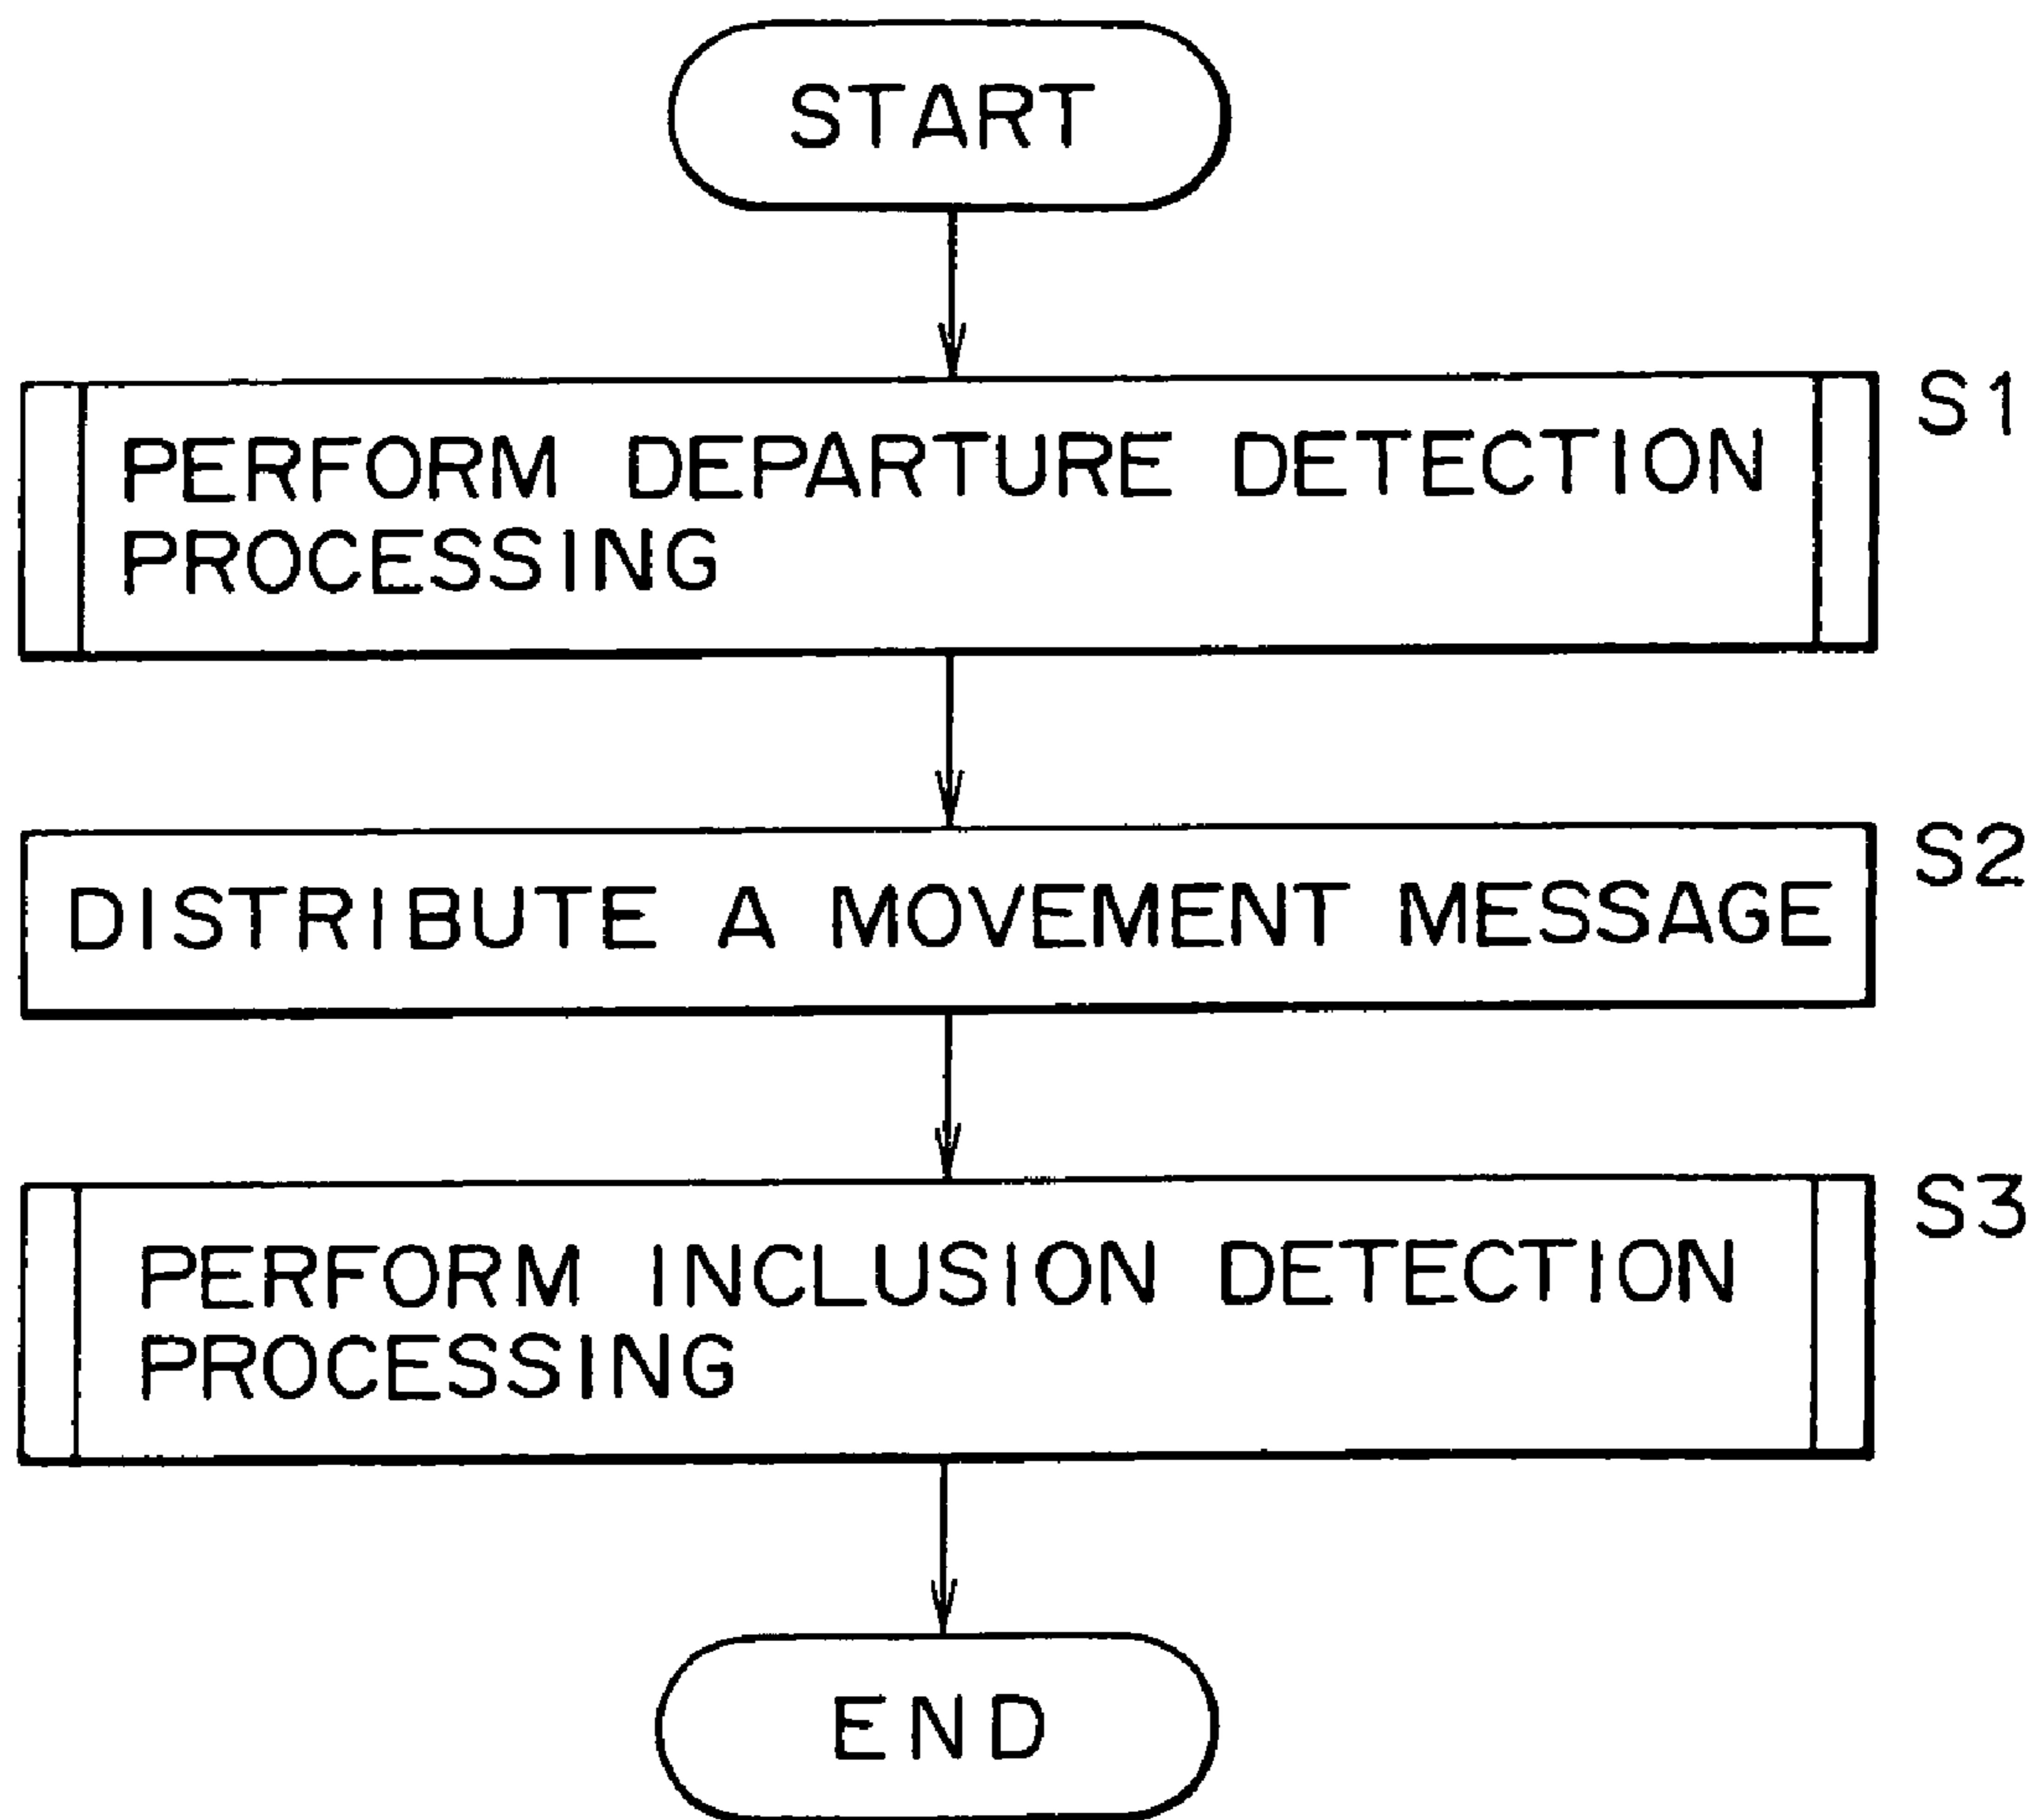 START
S1
PERFORM DEPARTURE DETECTION
PROCESSING
S2
DISTRIBUTE A MOVEMENT MESSAGE
S3
PERFORM INCLUSION DETECTION
PROCESSING
END